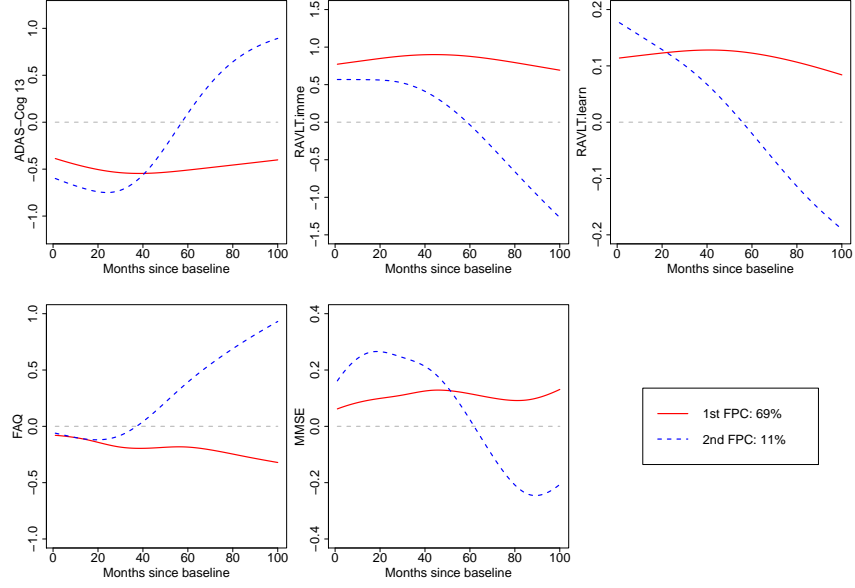 ADAS−Cog 13
1.0
0.5
0.0
−0.5
−1.0
0 20 40 60 80 100
Months since baseline
RAVLT.imme
1.5
1.0
0.5
0.0
−0.5
−1.0
−1.5
0 20 40 60 80 100
Months since baseline
RAVLT.learn
0.2
0.1
0.0
−0.1
−0.2
0 20 40 60 80 100
Months since baseline
FAQ
1.0
0.5
0.0
−0.5
−1.0
0 20 40 60 80 100
Months since baseline
MMSE
0.4
0.2
0.0
−0.2
−0.4
0 20 40 60 80 100
Months since baseline
1st FPC: 69%
2nd FPC: 11%